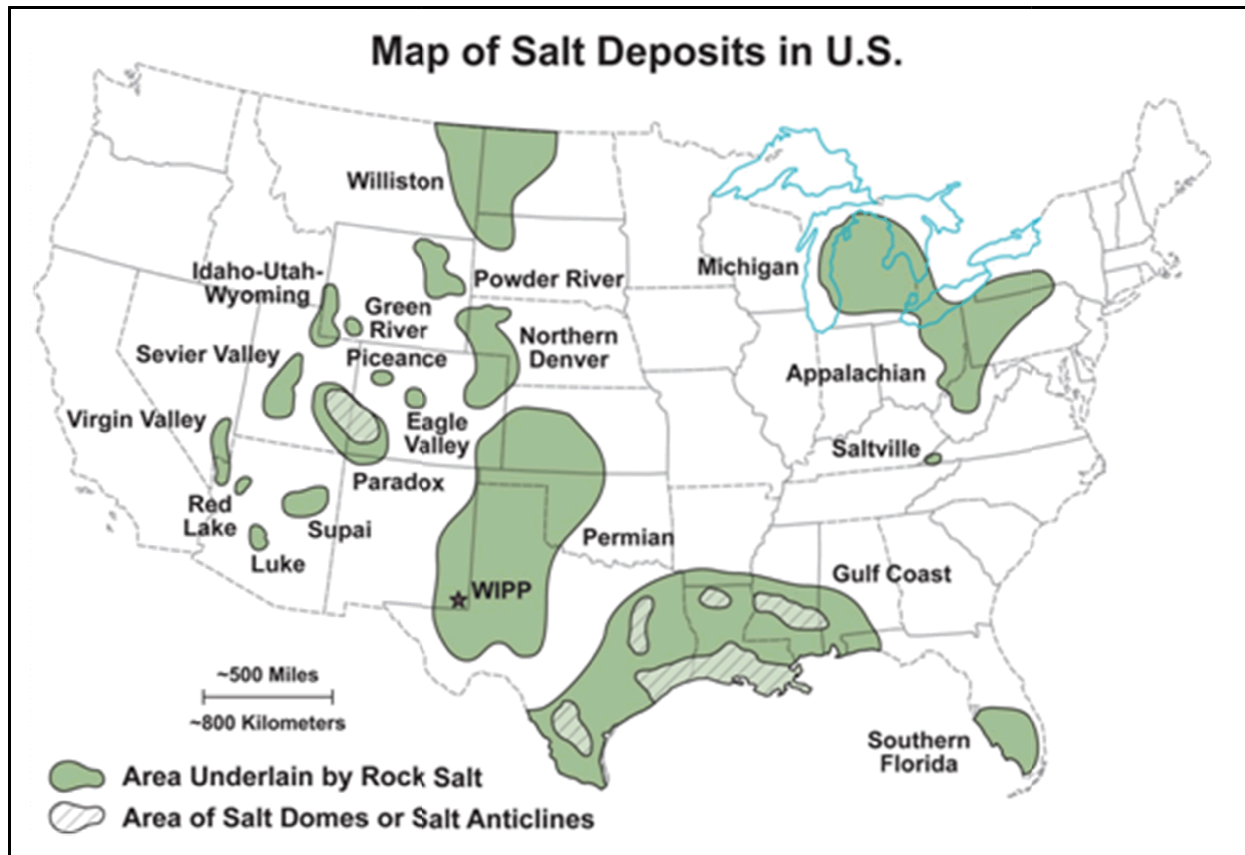 Map of Salt Deposits in U.S.
Williston
Michigan
Idaho-Utah-
Wyoming
Powder River
Green
River
Northern
Denver
Sevier Valley
Piceance
Appalachian
Virgin Valley
Eagle
Valley
Saltville
Paradox
Red
Lake
Supai
Permian
Luke
Gulf Coast
WIPP
~500 Miles
~800 Kilometers
Southern
Florida
Area Underlain by Rock Salt
Area of Salt Domes or Salt Anticlines